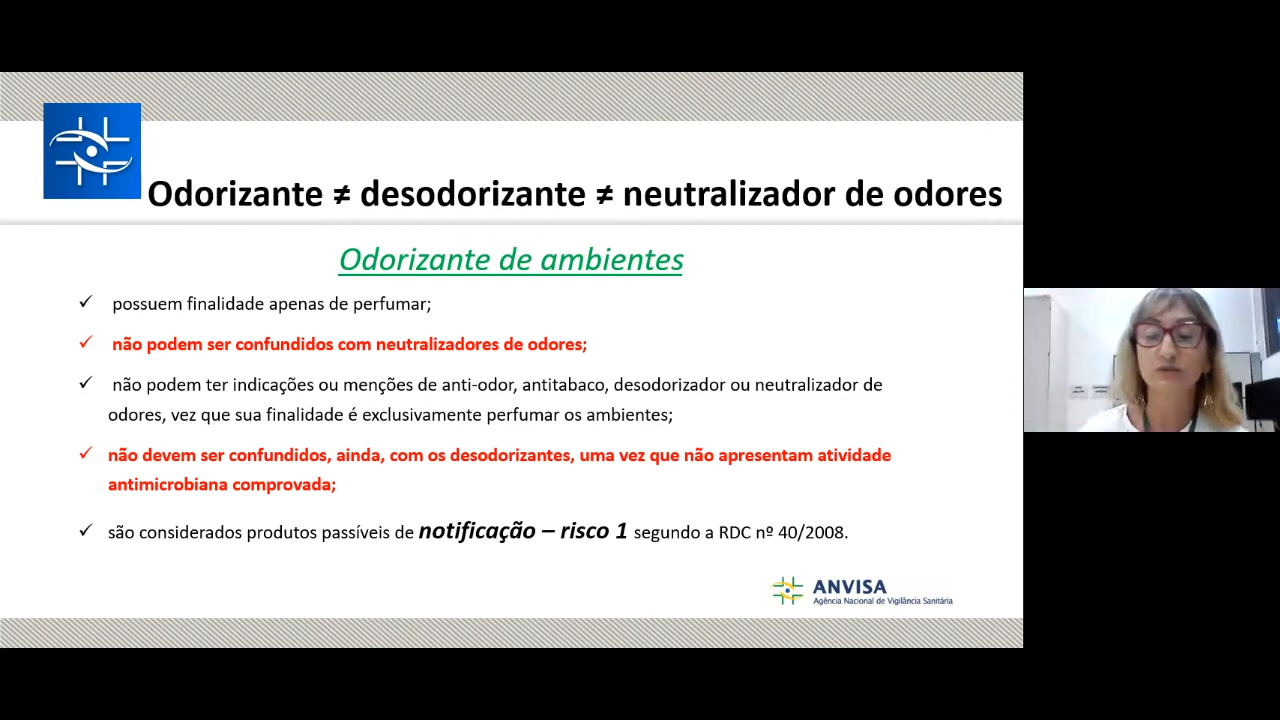 Odorizante ≠ desodorizante ≠ neutralizador de odores
Odorizante de ambientes
✓ possuem finalidade apenas de perfumar;
✓ não podem ser confundidos com neutralizadores de odores;
✓ não podem ter indicações ou menções de anti-odor, antitabaco, desodorizador ou neutralizador de
odores, vez que sua finalidade é exclusivamente perfumar os ambientes;
✓ não devem ser confundidos, ainda, com os desodorizantes, uma vez que não apresentam atividade
antimicrobiana comprovada;
✓ são considerados produtos passíveis de notificação – risco 1 segundo a RDC nº 40/2008.
ANVISA
Agência Nacional de Vigilância Sanitária